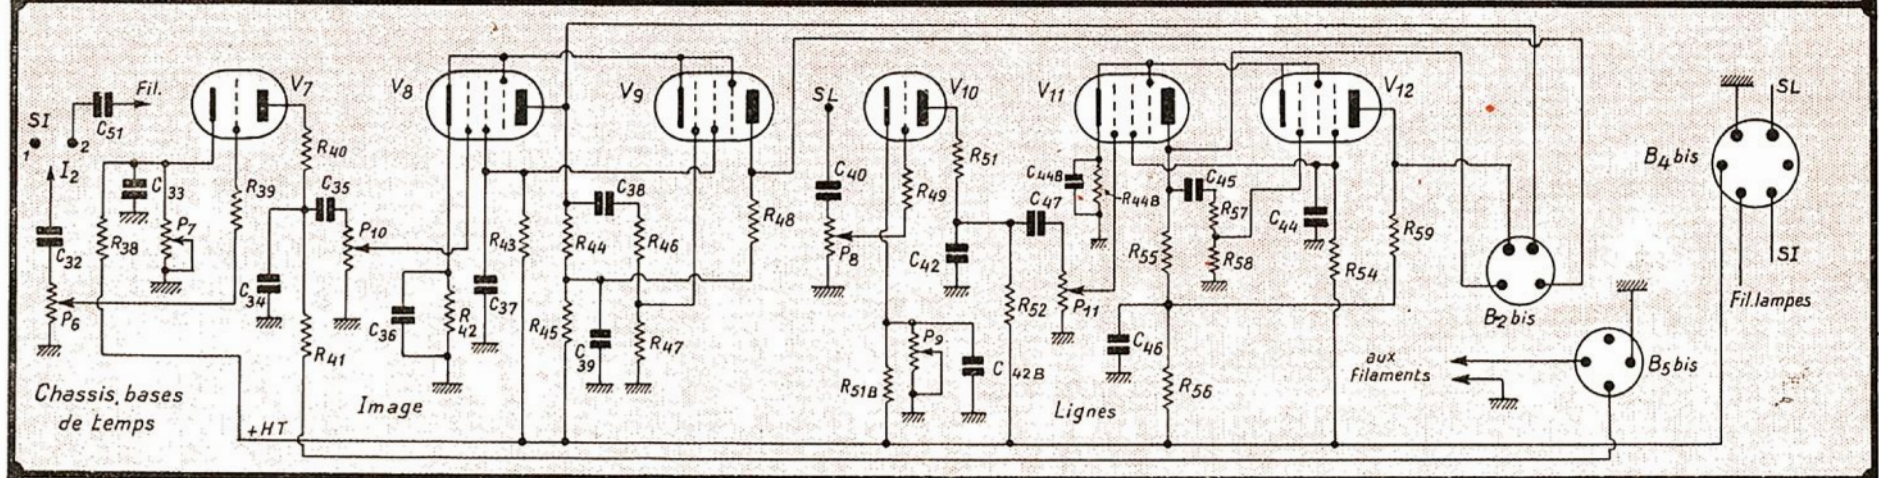 V7
V8
V9
V10
V11
V12
Fil.
SI
1
2
C51
I2
C32
P6
C33
R38
P7
R39
R40
C35
P10
C34
R41
C36
R42
C37
R43
R44
R45
C38
R46
C39
R47
R48
SL
C40
P8
R49
R51
C42
R51B
P9
C42B
R52
C47
P11
C44B
R44B
C45
R57
R58
R55
C46
R56
C44
R54
R59
B2 bis
B4 bis
SL
SI
Fil. lampes
B5 bis
aux
filaments
Chassis, bases
de temps
+HT
Image
Lignes